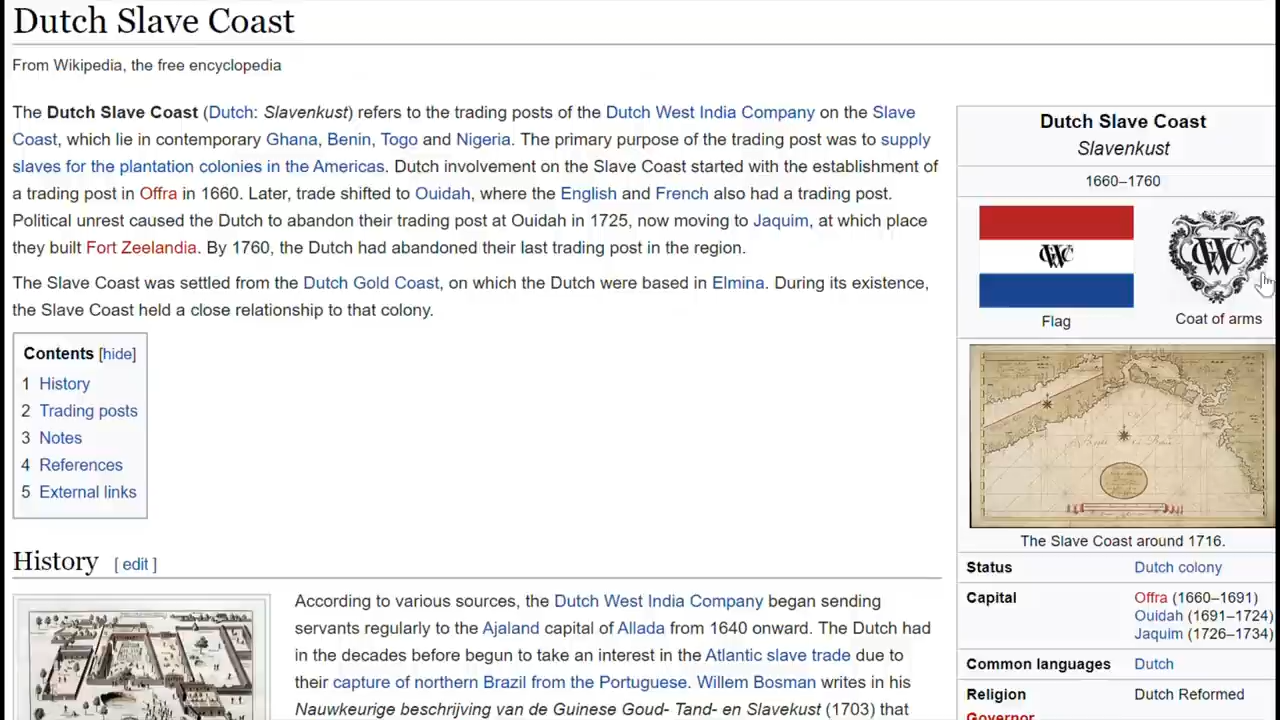 Dutch Slave Coast
From Wikipedia, the free encyclopedia
The Dutch Slave Coast (Dutch: Slavenkust) refers to the trading posts of the Dutch West India Company on the Slave
Coast, which lie in contemporary Ghana, Benin, Togo and Nigeria. The primary purpose of the trading post was to supply
slaves for the plantation colonies in the Americas. Dutch involvement on the Slave Coast started with the establishment of
a trading post in Offra in 1660. Later, trade shifted to Ouidah, where the English and French also had a trading post.
Political unrest caused the Dutch to abandon their trading post at Ouidah in 1725, now moving to Jaquim, at which place
they built Fort Zeelandia. By 1760, the Dutch had abandoned their last trading post in the region.
The Slave Coast was settled from the Dutch Gold Coast, on which the Dutch were based in Elmina. During its existence,
the Slave Coast held a close relationship to that colony.
Contents [hide]
1 History
2 Trading posts
3 Notes
4 References
5 External links
History [ edit ]
According to various sources, the Dutch West India Company began sending
servants regularly to the Ajaland capital of Allada from 1640 onward. The Dutch had
in the decades before begun to take an interest in the Atlantic slave trade due to
their capture of northern Brazil from the Portuguese. Willem Bosman writes in his
Nauwkeurige beschrijving van de Guinese Goud- Tand- en Slavekust (1703) that
Dutch Slave Coast
Slavenkust
1660–1760
Flag
Coat of arms
The Slave Coast around 1716.
Status Dutch colony
Capital Offra (1660–1691)
Ouidah (1691–1724)
Jaquim (1726–1734)
Common languages Dutch
Religion Dutch Reformed
Governor